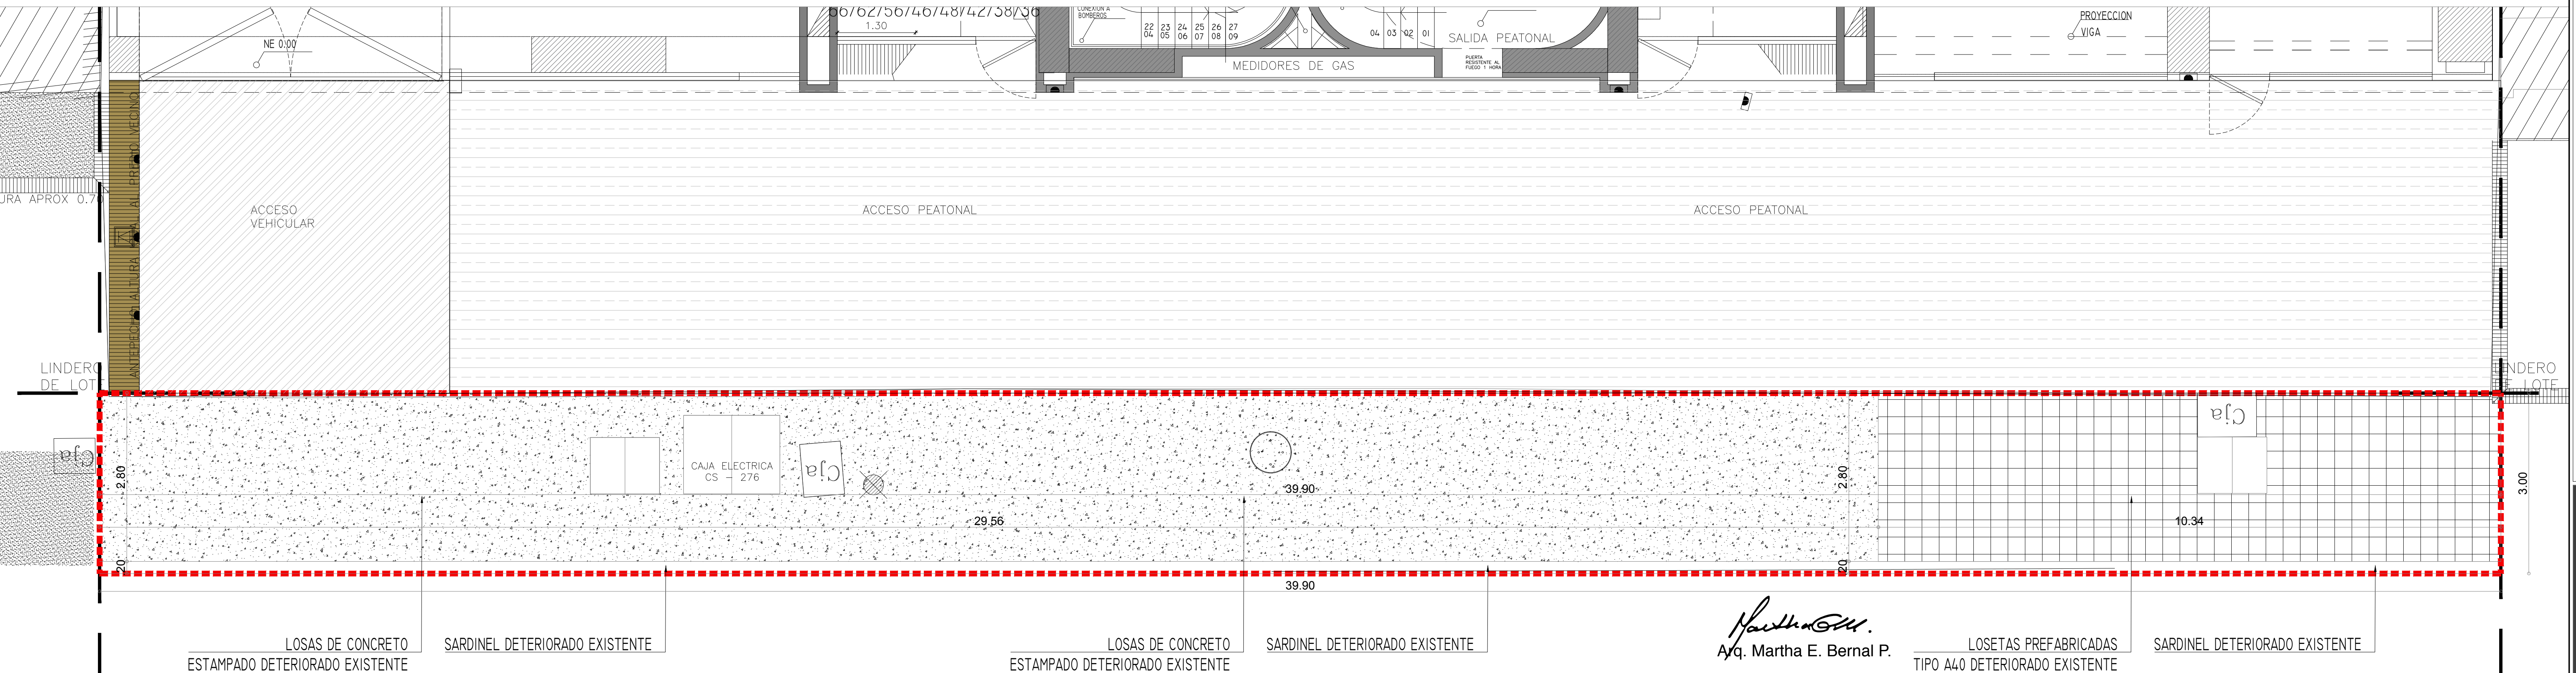 66/62/56/46/48/42/38/36
1.30
CONEXION A
BOMBEROS
22 23 24 25 26 27
04 05 06 07 08 09
04 03 02 01
SALIDA PEATONAL
PROYECCION
VIGA
NE 0.00
MEDIDORES DE GAS
PUERTA
RESISTENTE AL
FUEGO 1 HORA
URA APROX 0.70
ACCESO
VEHICULAR
ACCESO PEATONAL
ACCESO PEATONAL
LINDERO
DE LOTE
LINDERO
DE LOTE
Cja
2.80
CAJA ELECTRICA
CS - 276
Cja
39.90
29.56
2.80
Cja
10.34
3.00
20
20
39.90
LOSAS DE CONCRETO
ESTAMPADO DETERIORADO EXISTENTE
SARDINEL DETERIORADO EXISTENTE
LOSAS DE CONCRETO
ESTAMPADO DETERIORADO EXISTENTE
SARDINEL DETERIORADO EXISTENTE
Arq. Martha E. Bernal P.
LOSETAS PREFABRICADAS
TIPO A40 DETERIORADO EXISTENTE
SARDINEL DETERIORADO EXISTENTE